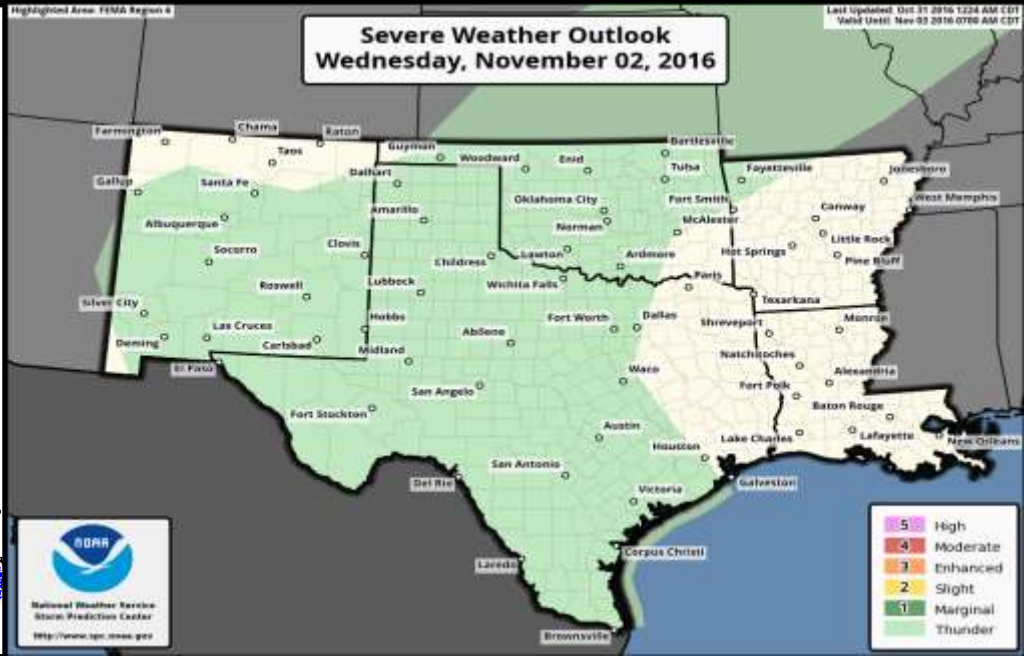 Highlighted Area: FEMA Region 6
Last Updated: Oct 31 2016 1224 AM CDT
Valid Until: Nov 03 2016 0700 AM CDT
Severe Weather Outlook
Wednesday, November 02, 2016
Farmington
Chama
Raton
Taos
Guymon
Woodward
Enid
Bartlesville
Tulsa
Fayetteville
Jonesboro
Gallup
Santa Fe
Dalhart
Oklahoma City
Fort Smith
Conway
West Memphis
Albuquerque
Amarillo
Norman
McAlester
Little Rock
Socorro
Clovis
Childress
Lawton
Ardmore
Hot Springs
Pine Bluff
Roswell
Lubbock
Wichita Falls
Paris
Texarkana
Silver City
Las Cruces
Hobbs
Abilene
Fort Worth
Dallas
Shreveport
Monroe
Deming
Carlsbad
Midland
Natchitoches
El Paso
San Angelo
Waco
Fort Polk
Alexandria
Fort Stockton
Austin
Baton Rouge
Houston
Lake Charles
Lafayette
New Orleans
Del Rio
San Antonio
Victoria
Galveston
Corpus Christi
Laredo
Brownsville
NOAA
National Weather Service
Storm Prediction Center
http://www.spc.noaa.gov
5 High
4 Moderate
3 Enhanced
2 Slight
1 Marginal
Thunder